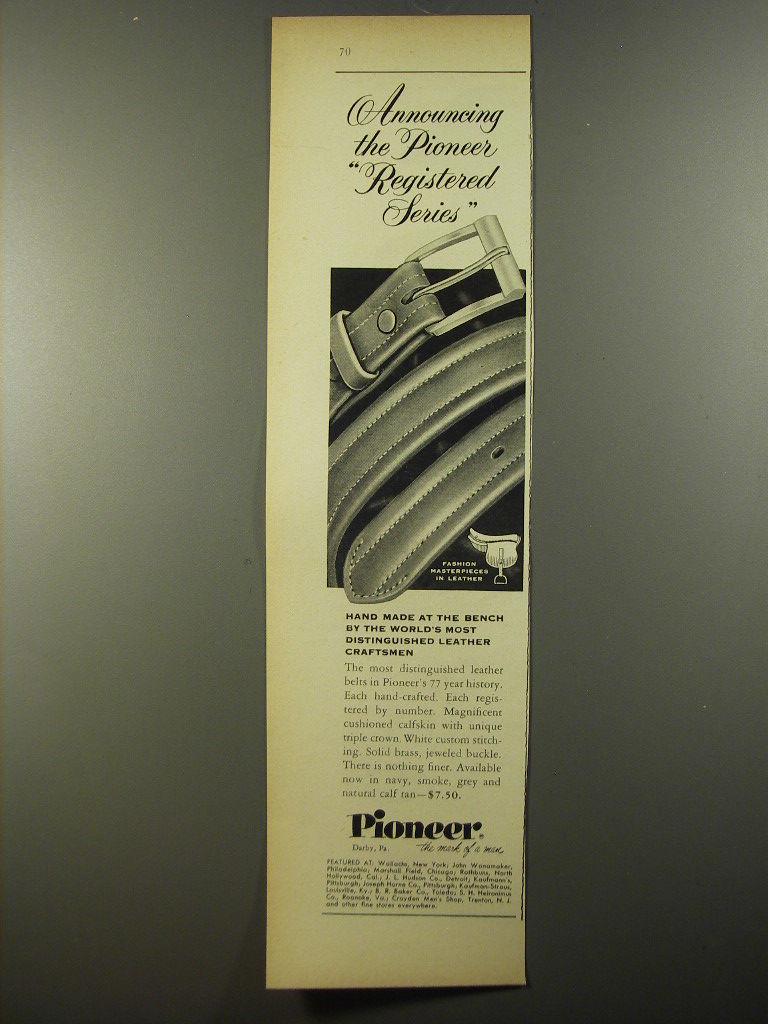 70
Announcing
the Pioneer
"Registered
Series"
FASHION
MASTERPIECES
IN LEATHER
HAND MADE AT THE BENCH
BY THE WORLD'S MOST
DISTINGUISHED LEATHER
CRAFTSMEN
The most distinguished leather
belts in Pioneer's 77 year history.
Each hand-crafted. Each regis-
tered by number. Magnificent
cushioned calfskin with unique
triple crown. White custom stitch-
ing. Solid brass, jeweled buckle.
There is nothing finer. Available
now in navy, smoke, grey and
natural calf tan—$7.50.
Pioneer®
Darby, Pa. the mark of a man
FEATURED AT: Wallachs, New York; John Wanamaker,
Philadelphia; Marshall Field, Chicago; Rathbuns, North
Hollywood, Cal.; J. L. Hudson Co., Detroit; Kaufmann's,
Pittsburgh; Joseph Horne Co., Pittsburgh; Kaufman-Straus,
Louisville, Ky.; B. R. Baker Co., Toledo; S. H. Heironimus
Co., Roanoke, Va.; Croyden Men's Shop, Trenton, N. J.
and other fine stores everywhere.